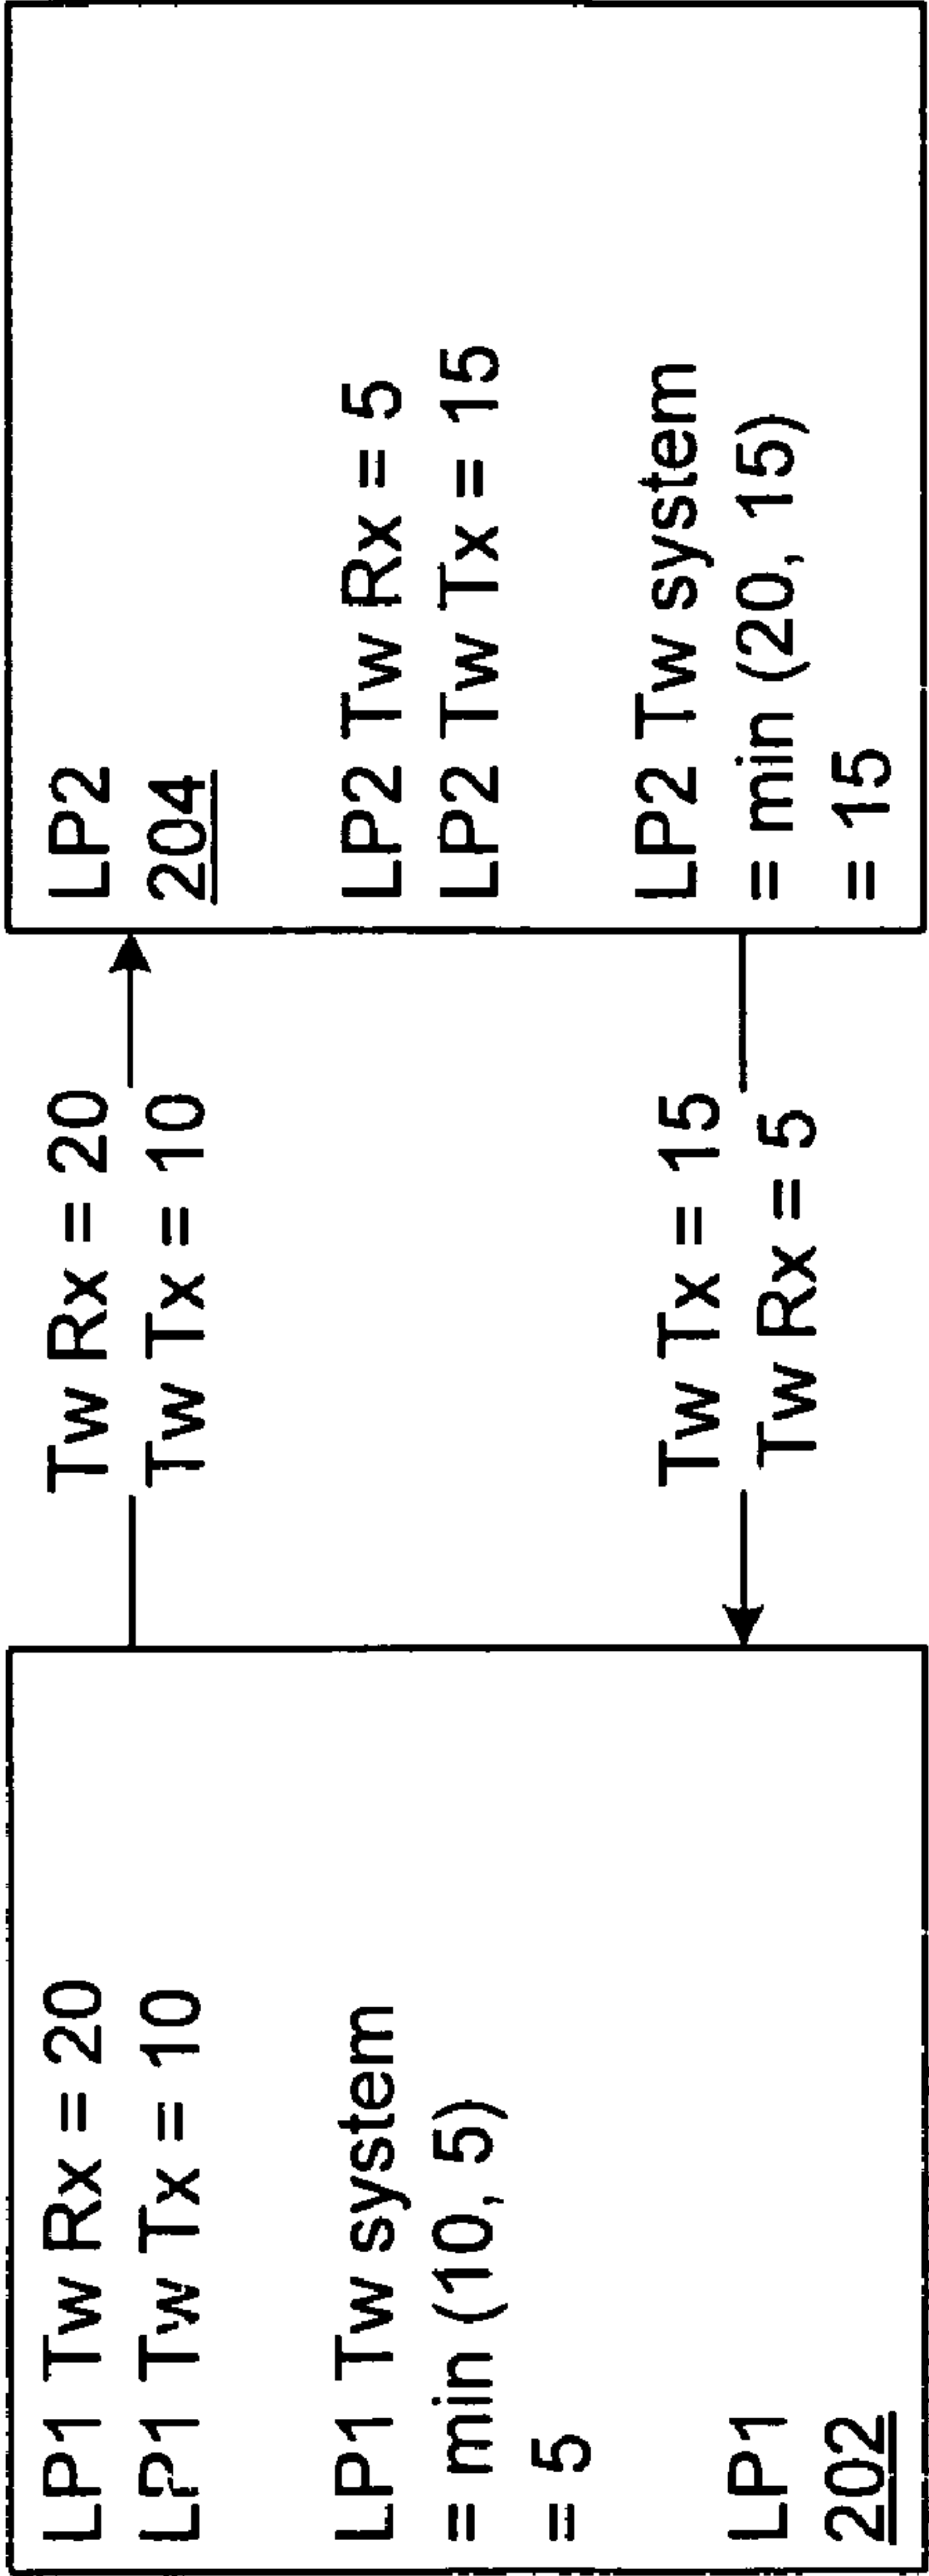 LP1 Tw Rx = 20
LP1 Tw Tx = 10
LP1 Tw system
= min (10, 5)
= 5
LP1
202
Tw Rx = 20
Tw Tx = 10
Tw Tx = 15
Tw Rx = 5
LP2
204
LP2 Tw Rx = 5
LP2 Tw Tx = 15
LP2 Tw system
= min (20, 15)
= 15